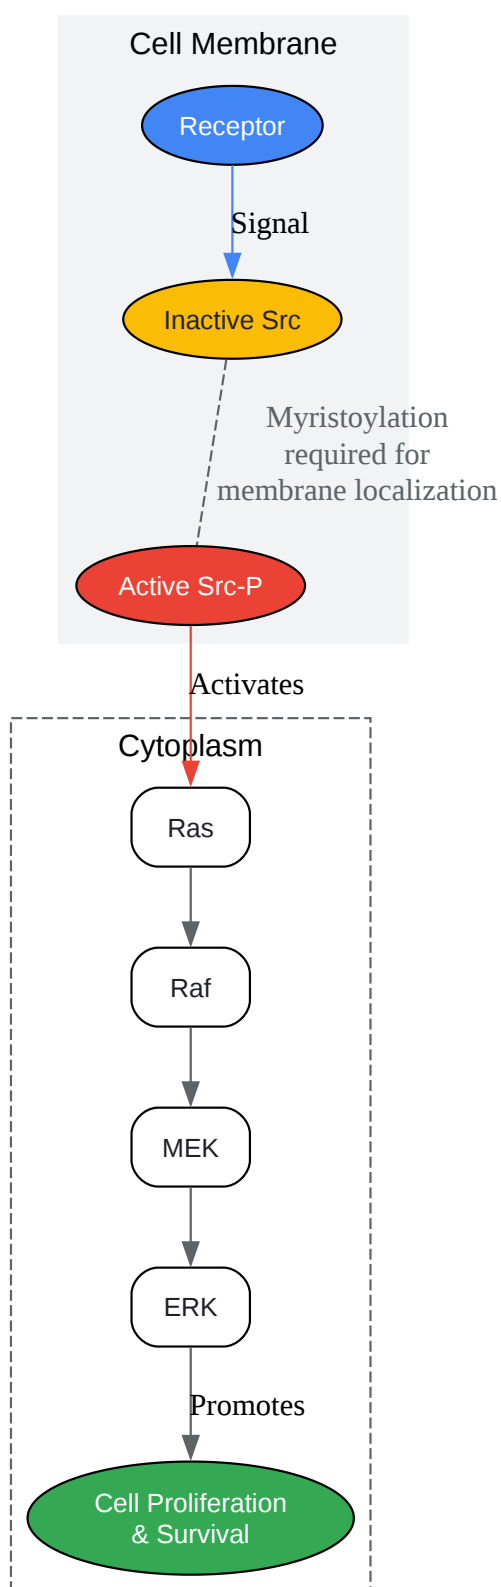 Cell Membrane
Receptor
Signal
Inactive Src
Myristoylation
required for
membrane localization
Active Src-P
Activates
Cytoplasm
Ras
Raf
MEK
ERK
Promotes
Cell Proliferation
& Survival